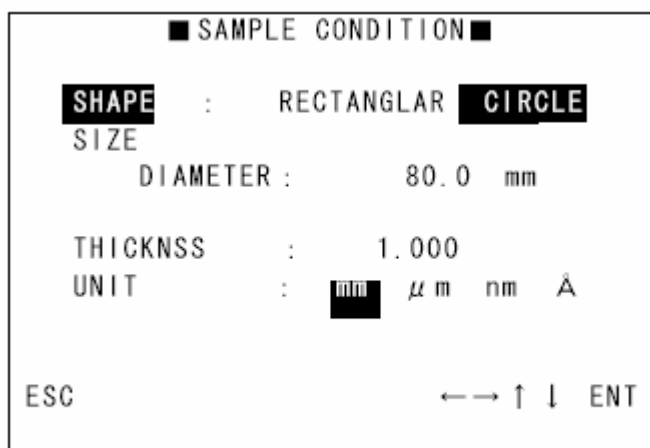 ■SAMPLE CONDITION■
SHAPE : RECTANGLAR CIRCLE
SIZE
DIAMETER : 80.0 mm
THICKNSS : 1.000
UNIT : mm μm nm Å
ESC ←→↑↓ ENT